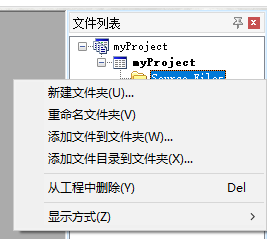 文件列表
myProject
myProject
Source Files
新建文件夹(U)...
重命名文件夹(V)
添加文件到文件夹(W)...
添加文件目录到文件夹(X)...
从工程中删除(Y) Del
显示方式(Z)